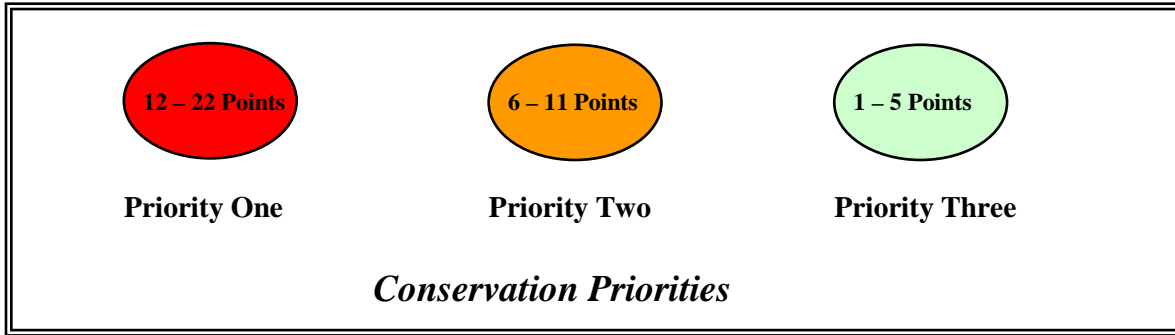 12 – 22 Points 6 – 11 Points 1 – 5 Points
Priority One Priority Two Priority Three
Conservation Priorities